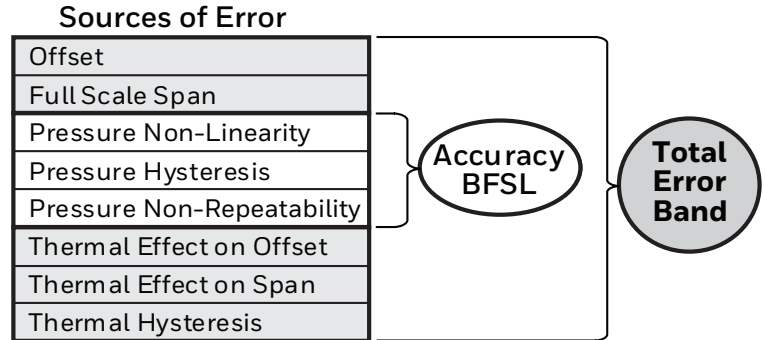 Sources of Error
Offset
Full Scale Span
Pressure Non-Linearity
Pressure Hysteresis
Pressure Non-Repeatability
Thermal Effect on Offset
Thermal Effect on Span
Thermal Hysteresis
Accuracy
BFSL
Total
Error
Band